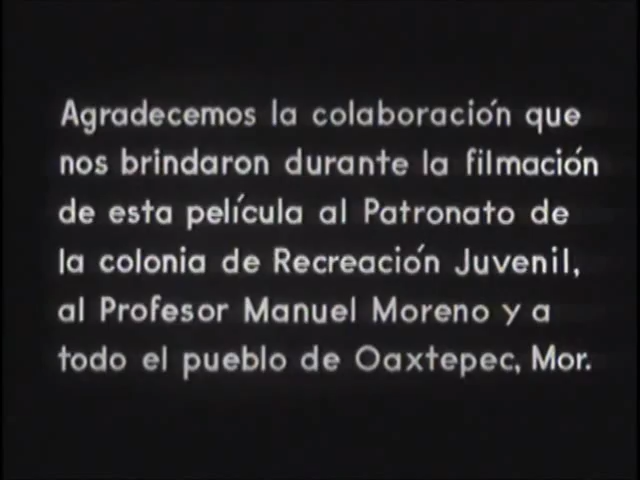 Agradecemos la colaboración que
nos brindaron durante la filmación
de esta película al Patronato de
la colonia de Recreación Juvenil,
al Profesor Manuel Moreno y a
todo el pueblo de Oaxtepec, Mor.